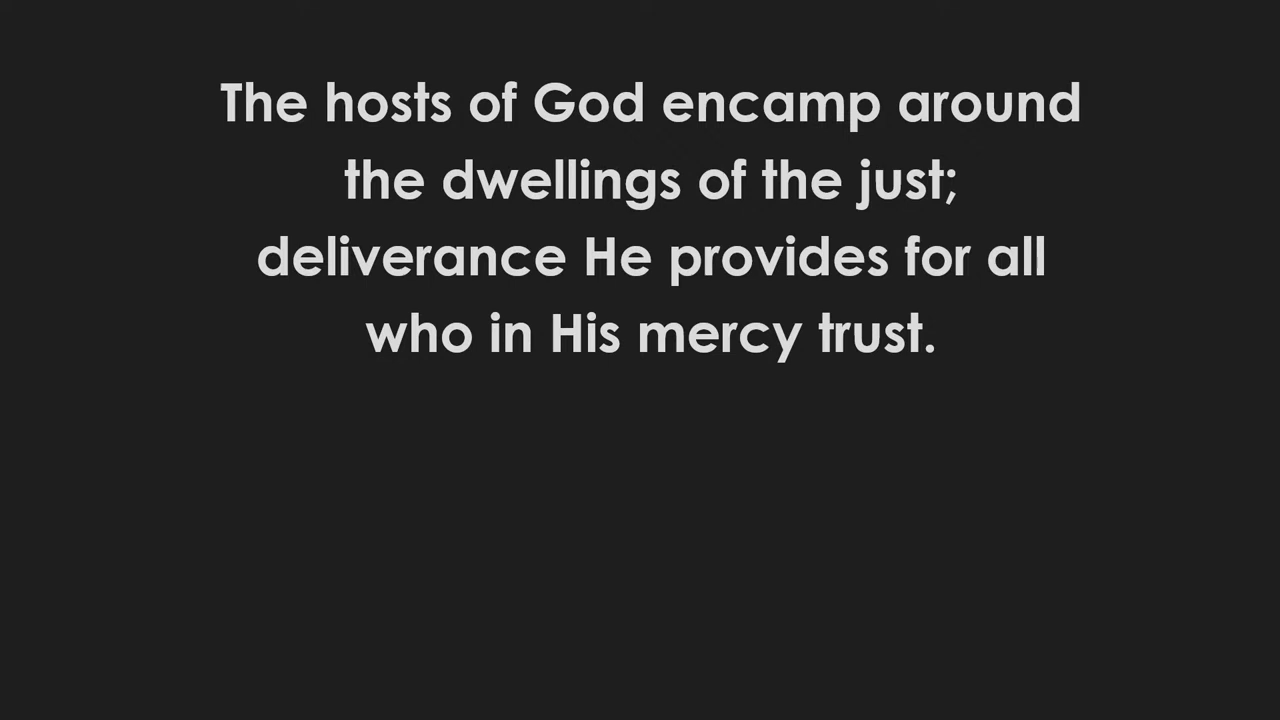 The hosts of God encamp around
the dwellings of the just;
deliverance He provides for all
who in His mercy trust.